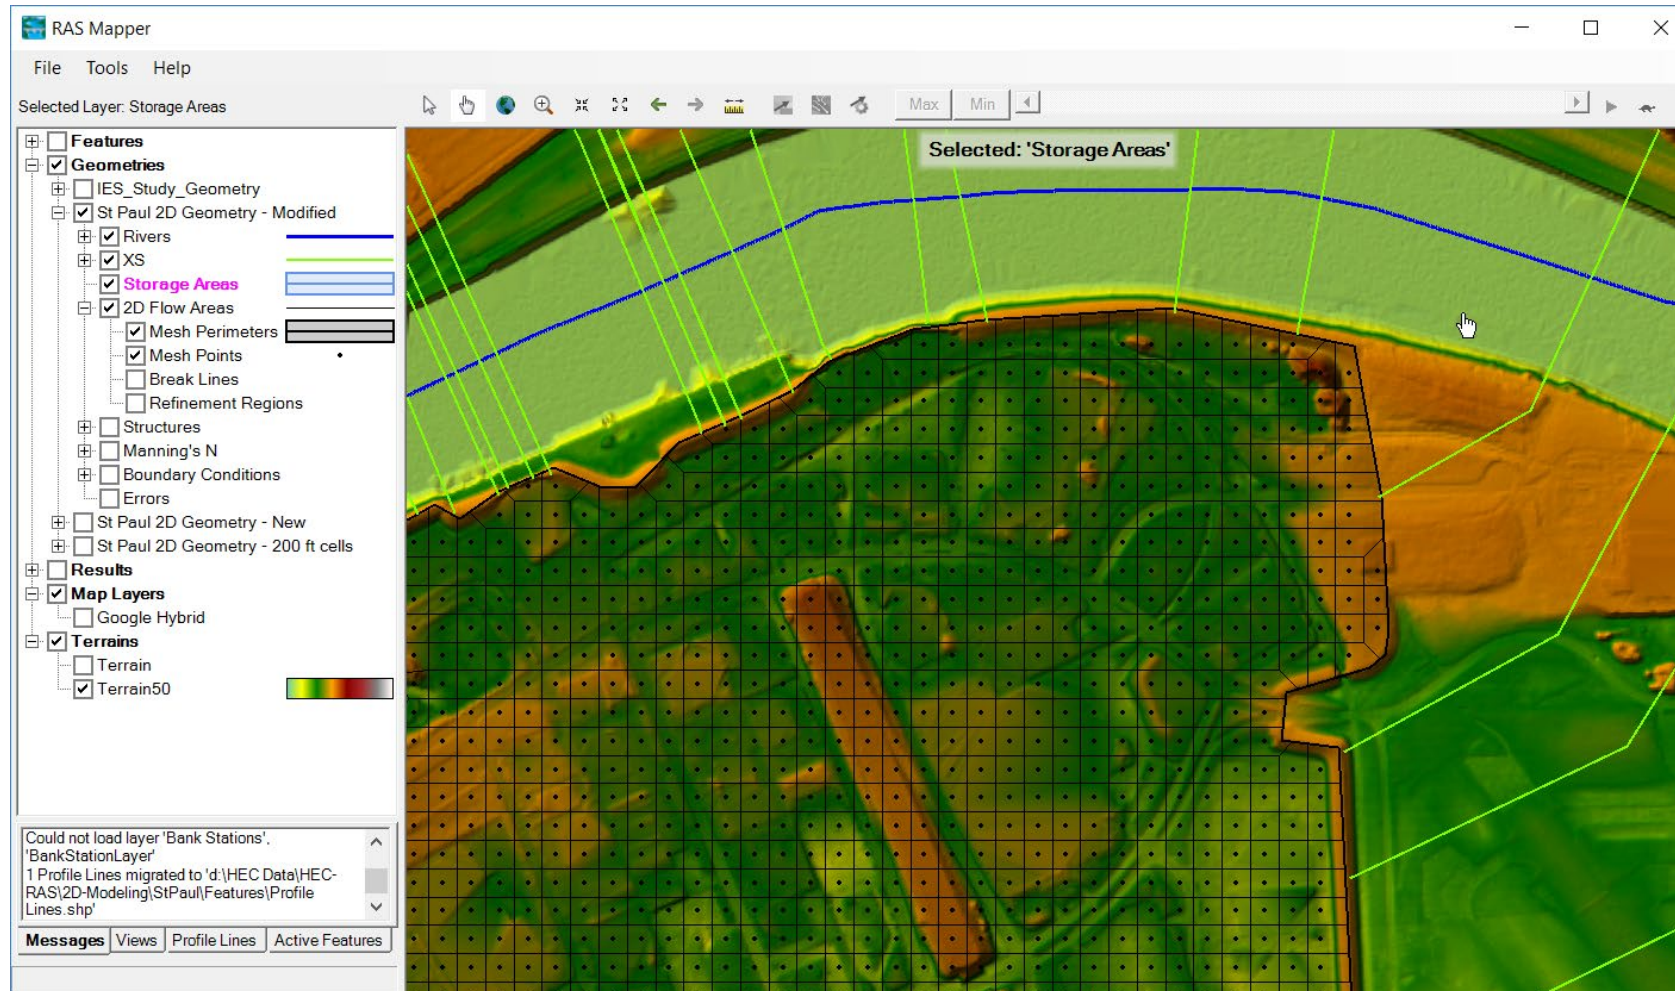 RAS Mapper
File Tools Help
Selected Layer: Storage Areas
Max Min
Features
Geometries
IES_Study_Geometry
St Paul 2D Geometry - Modified
Rivers
XS
Storage Areas
2D Flow Areas
Mesh Perimeters
Mesh Points
Break Lines
Refinement Regions
Structures
Manning's N
Boundary Conditions
Errors
St Paul 2D Geometry - New
St Paul 2D Geometry - 200 ft cells
Results
Map Layers
Google Hybrid
Terrains
Terrain
Terrain50
Selected: 'Storage Areas'
Could not load layer 'Bank Stations',
'BankStationLayer'
1 Profile Lines migrated to 'd:\HEC Data\HEC-
RAS\2D-Modeling\StPaul\Features\Profile
Lines.shp'
Messages Views Profile Lines Active Features